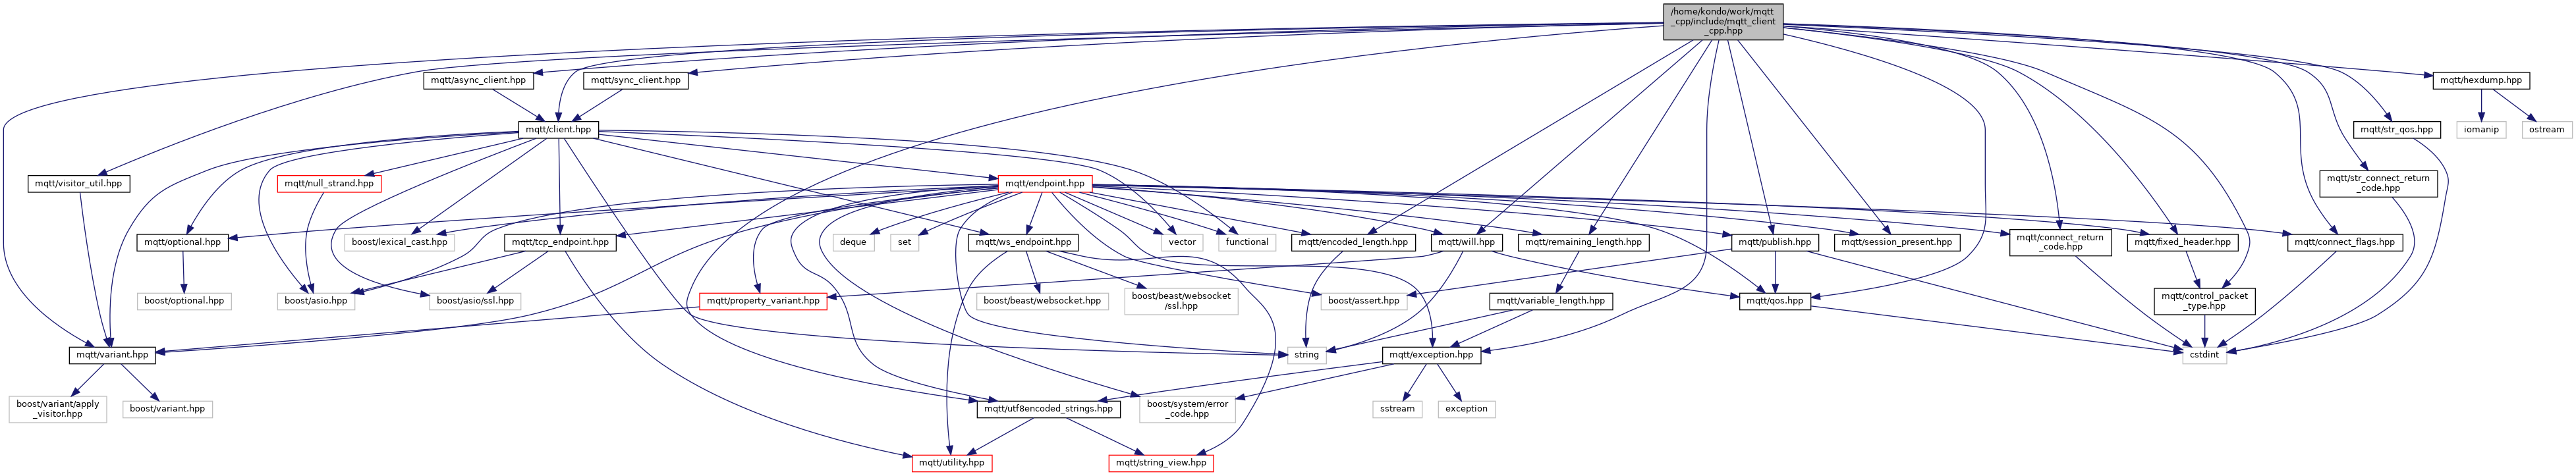 /home/kondo/work/mqtt
_cpp/include/mqtt_client
_cpp.hpp
mqtt/async_client.hpp
mqtt/sync_client.hpp
mqtt/hexdump.hpp
mqtt/client.hpp
mqtt/str_qos.hpp
iomanip
ostream
mqtt/visitor_util.hpp
mqtt/null_strand.hpp
mqtt/endpoint.hpp
mqtt/str_connect_return
_code.hpp
mqtt/optional.hpp
boost/lexical_cast.hpp
mqtt/tcp_endpoint.hpp
deque
set
mqtt/ws_endpoint.hpp
vector
functional
mqtt/encoded_length.hpp
mqtt/will.hpp
mqtt/remaining_length.hpp
mqtt/publish.hpp
mqtt/session_present.hpp
mqtt/connect_return
_code.hpp
mqtt/fixed_header.hpp
mqtt/connect_flags.hpp
boost/optional.hpp
boost/asio.hpp
boost/asio/ssl.hpp
mqtt/property_variant.hpp
boost/beast/websocket.hpp
boost/beast/websocket
/ssl.hpp
boost/assert.hpp
mqtt/variable_length.hpp
mqtt/qos.hpp
mqtt/control_packet
_type.hpp
mqtt/variant.hpp
string
mqtt/exception.hpp
cstdint
boost/variant/apply
_visitor.hpp
boost/variant.hpp
mqtt/utf8encoded_strings.hpp
boost/system/error
_code.hpp
sstream
exception
mqtt/utility.hpp
mqtt/string_view.hpp